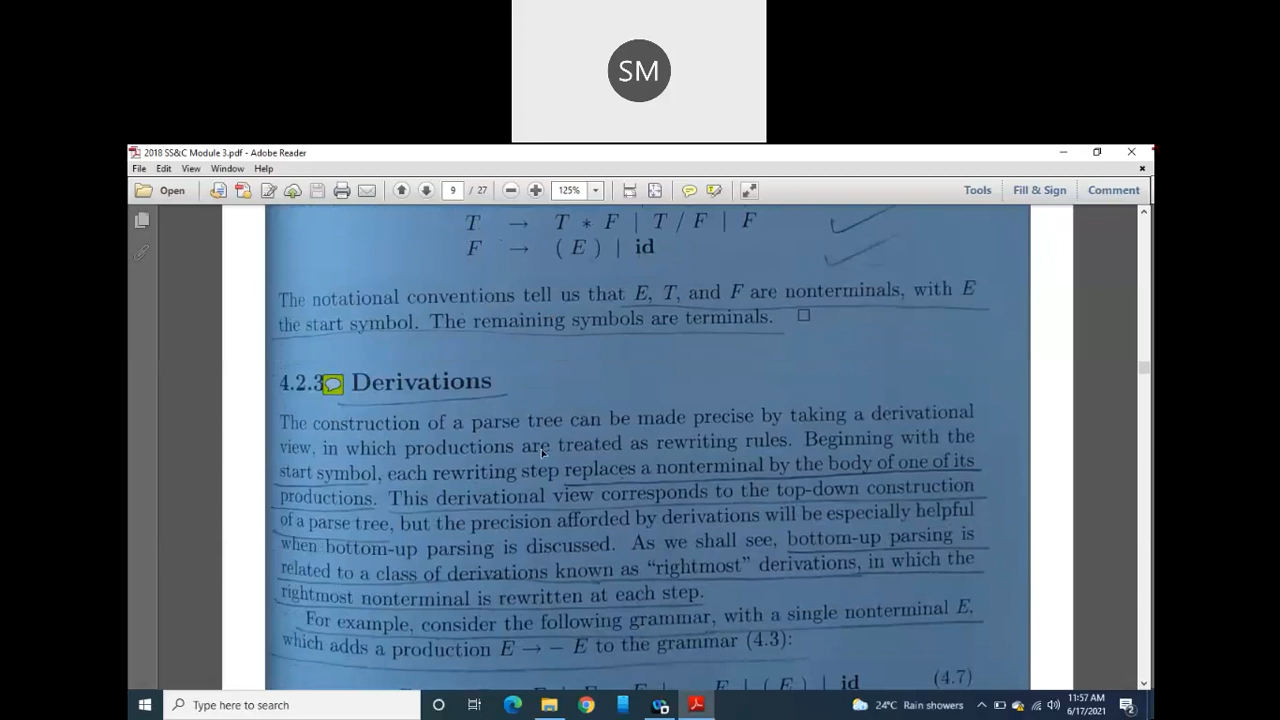 SM
2018 SS&C Module 3.pdf - Adobe Reader
File Edit View Window Help
Open 9 / 27 125% Tools Fill & Sign Comment
T → T * F | T / F | F
F → ( E ) | id
The notational conventions tell us that E, T, and F are nonterminals, with E
the start symbol. The remaining symbols are terminals. □
4.2.3 Derivations
The construction of a parse tree can be made precise by taking a derivational
view, in which productions are treated as rewriting rules. Beginning with the
start symbol, each rewriting step replaces a nonterminal by the body of one of its
productions. This derivational view corresponds to the top-down construction
of a parse tree, but the precision afforded by derivations will be especially helpful
when bottom-up parsing is discussed. As we shall see, bottom-up parsing is
related to a class of derivations known as “rightmost” derivations, in which the
rightmost nonterminal is rewritten at each step.
For example, consider the following grammar, with a single nonterminal E,
which adds a production E → − E to the grammar (4.3):
E | ( E ) | id (4.7)
Type here to search
24°C Rain showers
11:57 AM
6/17/2021
2